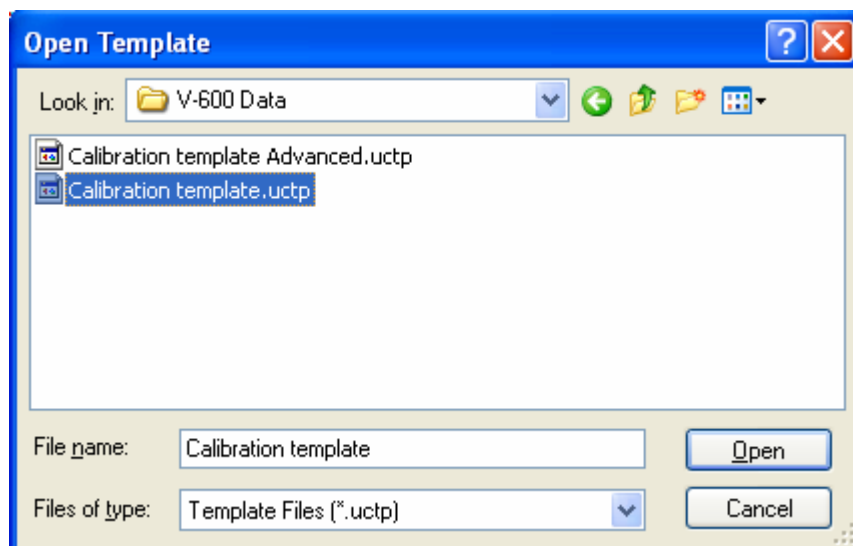 Open Template
Look in: V-600 Data
Calibration template Advanced.uctp
Calibration template.uctp
File name: Calibration template
Open
Files of type: Template Files (*.uctp)
Cancel